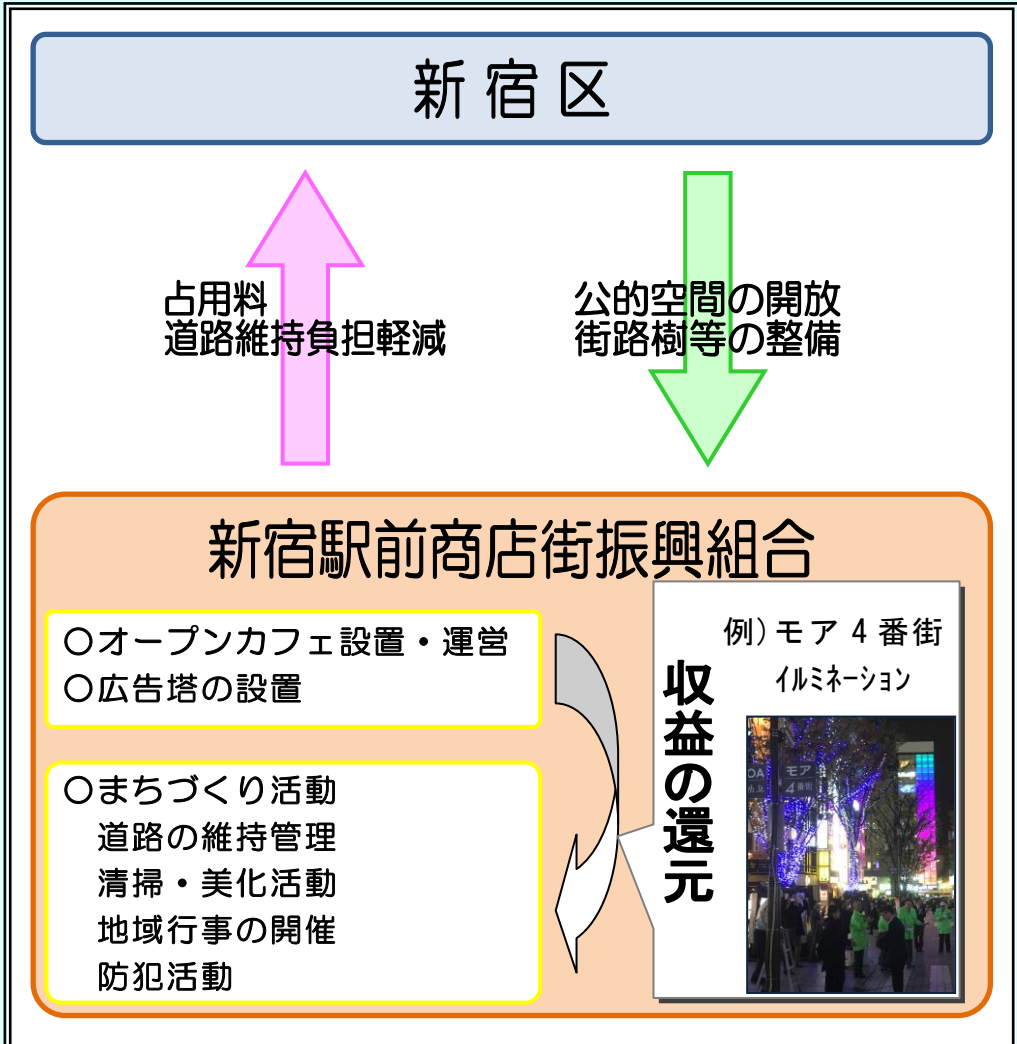 新宿区
占用料
道路維持負担軽減
公的空間の開放
街路樹等の整備
新宿駅前商店街振興組合
○オープンカフェ設置・運営
○広告塔の設置
○まちづくり活動
道路の維持管理
清掃・美化活動
地域行事の開催
防犯活動
収益の還元
例)モア4番街
イルミネーション
モア
4番街